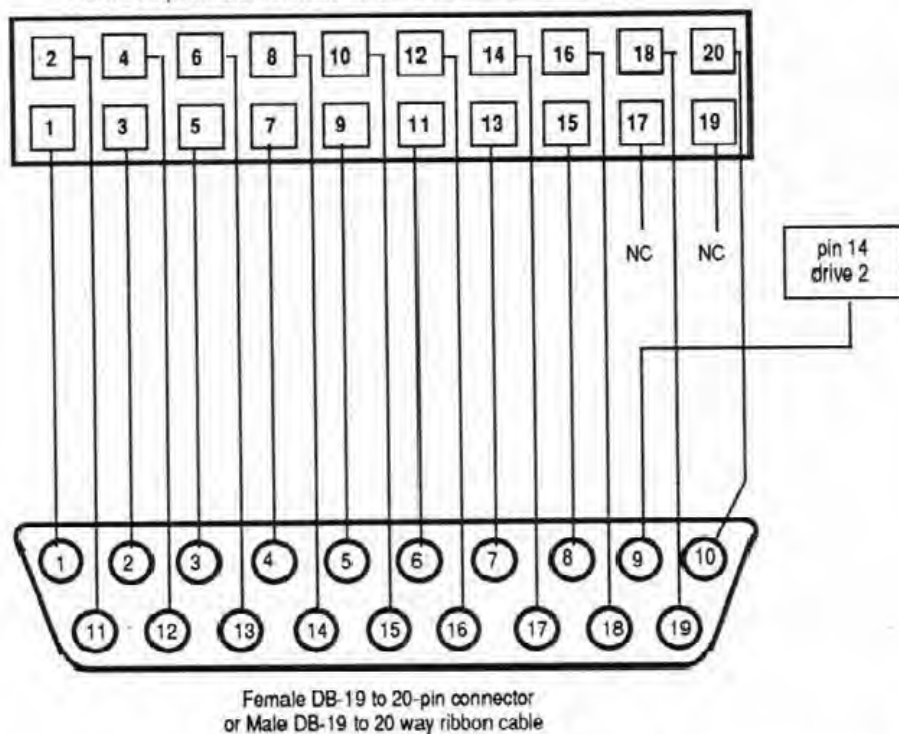 2 4 6 8 10 12 14 16 18 20
1 3 5 7 9 11 13 15 17 19
NC NC
pin 14
drive 2
1 2 3 4 5 6 7 8 9 10
11 12 13 14 15 16 17 18 19
Female DB-19 to 20-pin connector
or Male DB-19 to 20 way ribbon cable